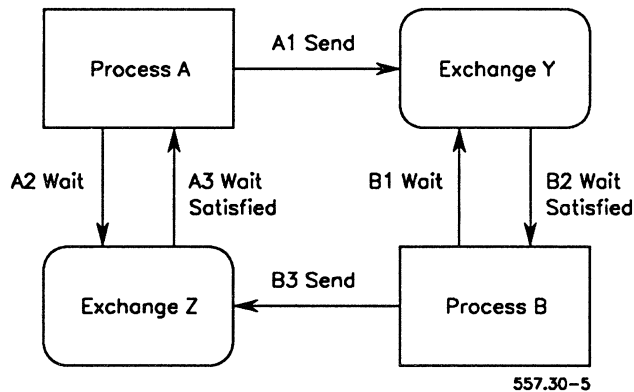 A1 Send
Process A
Exchange Y
A2 Wait
A3 Wait
Satisfied
B1 Wait
B2 Wait
Satisfied
B3 Send
Exchange Z
Process B
557.30-5